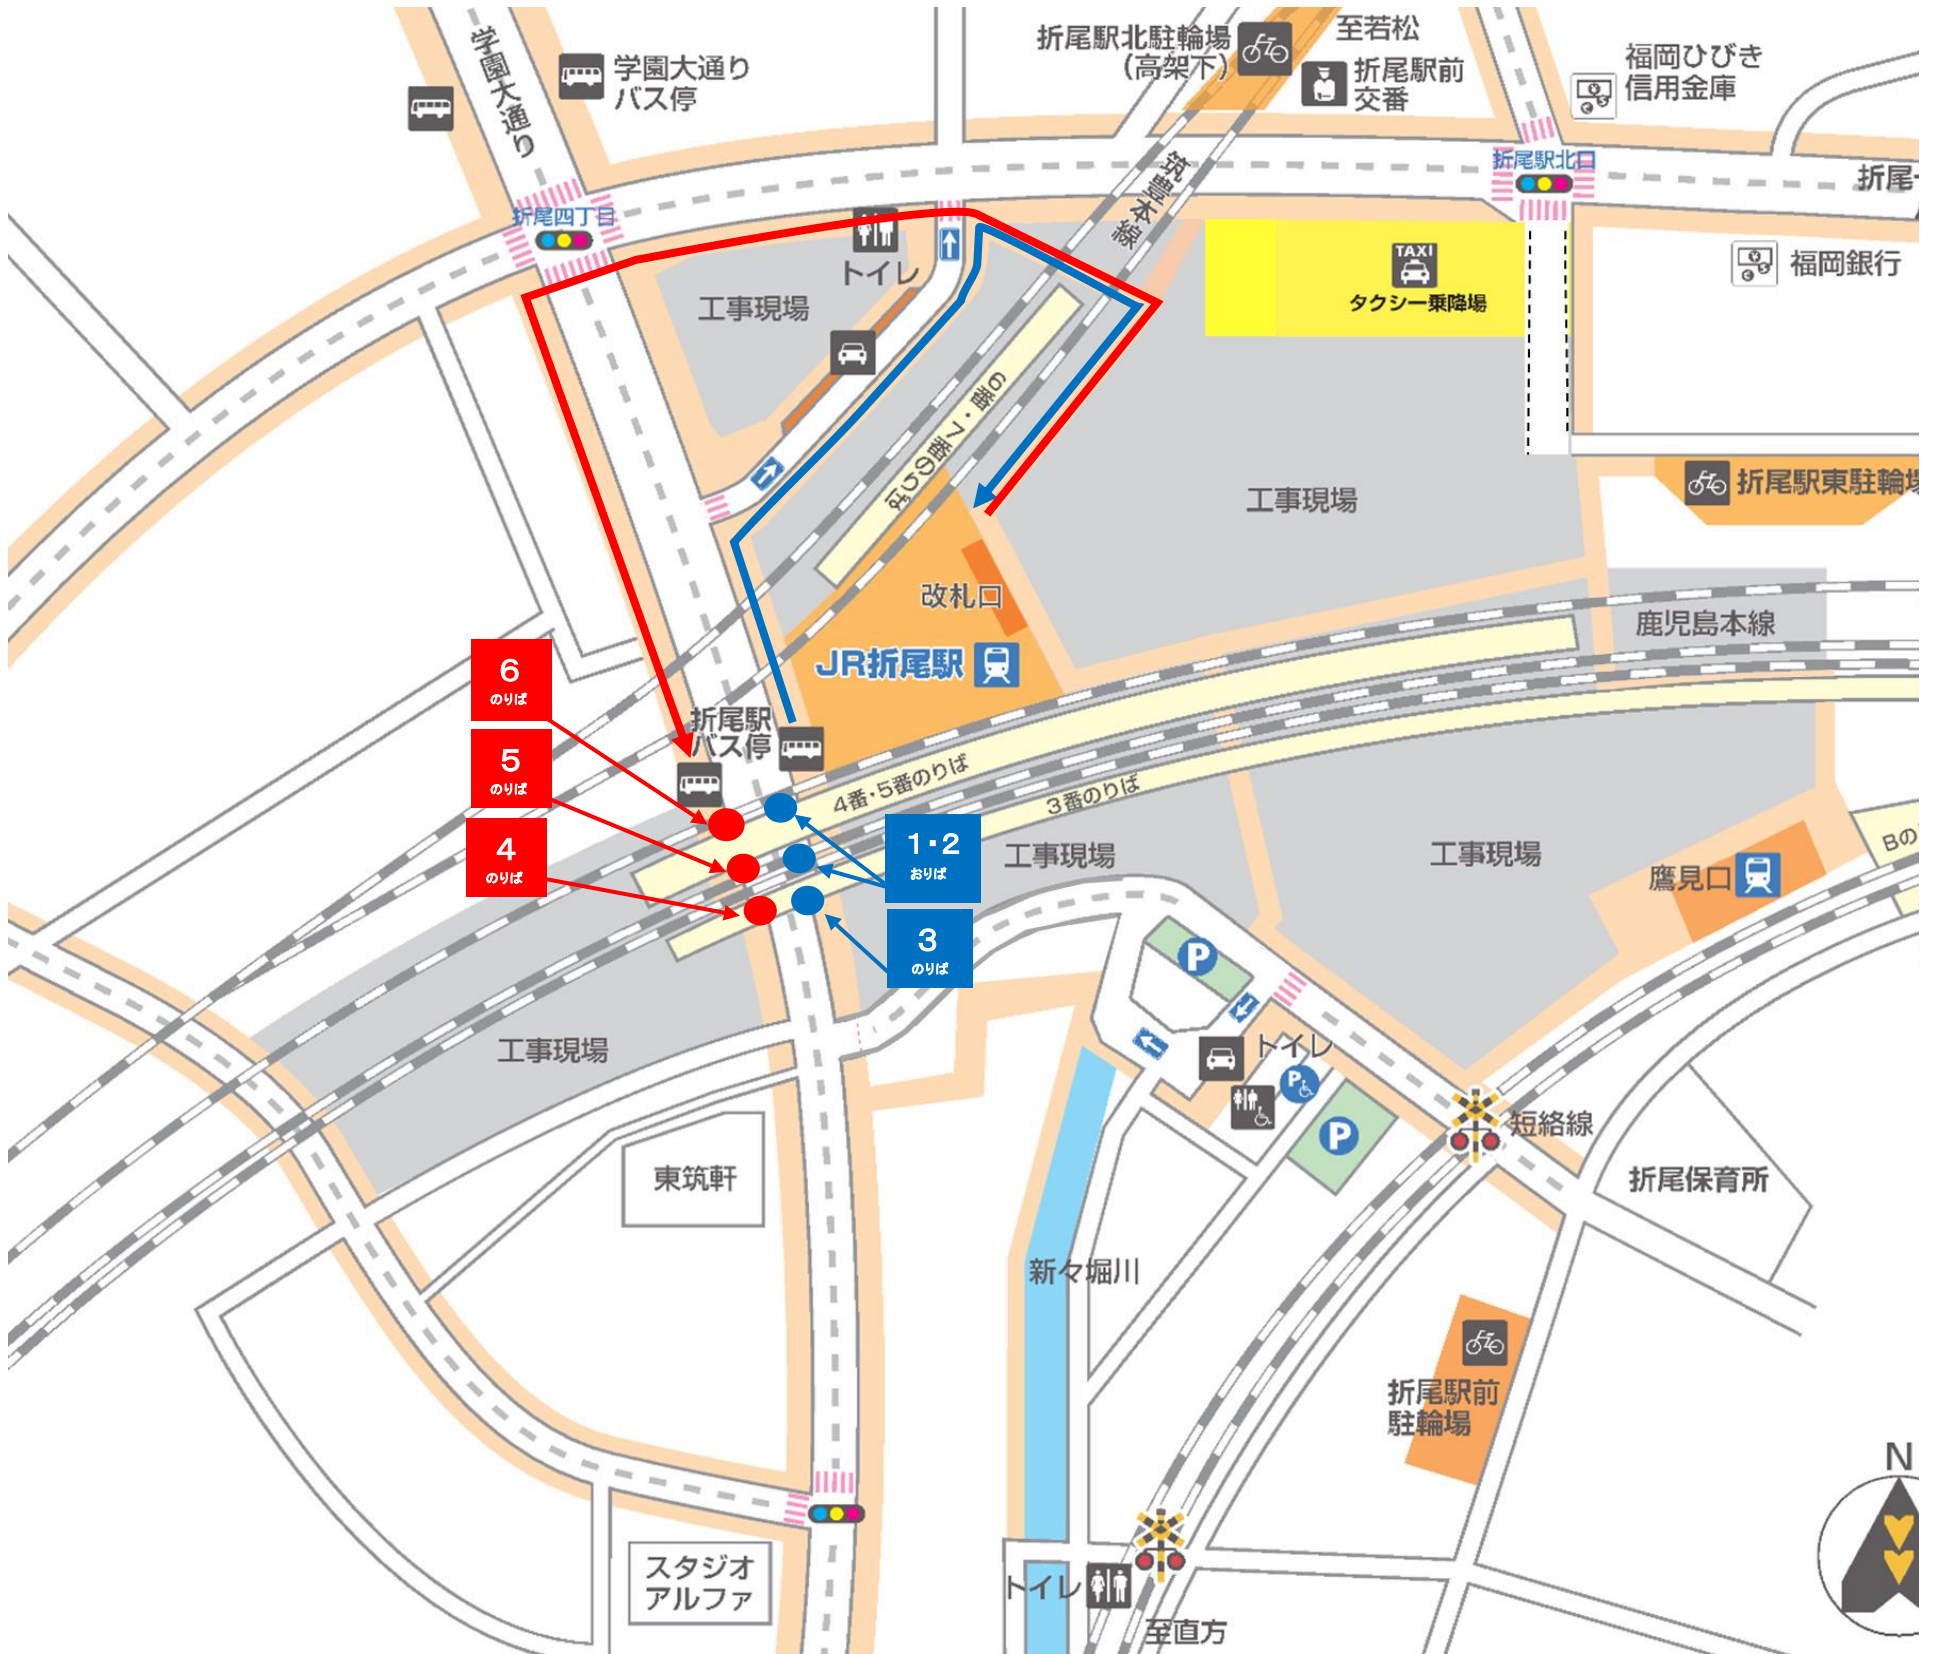 学園大通り
学園大通り
バス停
折尾駅北駐輪場
（高架下）
至若松
折尾駅前
交番
福岡ひびき
信用金庫
折尾四丁目
筑豊本線
折尾駅北口
折尾
トイレ
工事現場
TAXI
タクシー乗降場
福岡銀行
6番・7番のりば
工事現場
折尾駅東駐輪場
改札口
JR折尾駅
鹿児島本線
6
のりば
折尾駅
バス停
5
のりば
4番・5番のりば
3番のりば
4
のりば
1・2
おりば
工事現場
工事現場
Bの
鷹見口
3
のりば
P
工事現場
トイレ
P
P
短絡線
東筑軒
折尾保育所
新々堀川
折尾駅前
駐輪場
N
スタジオ
アルファ
トイレ
至直方